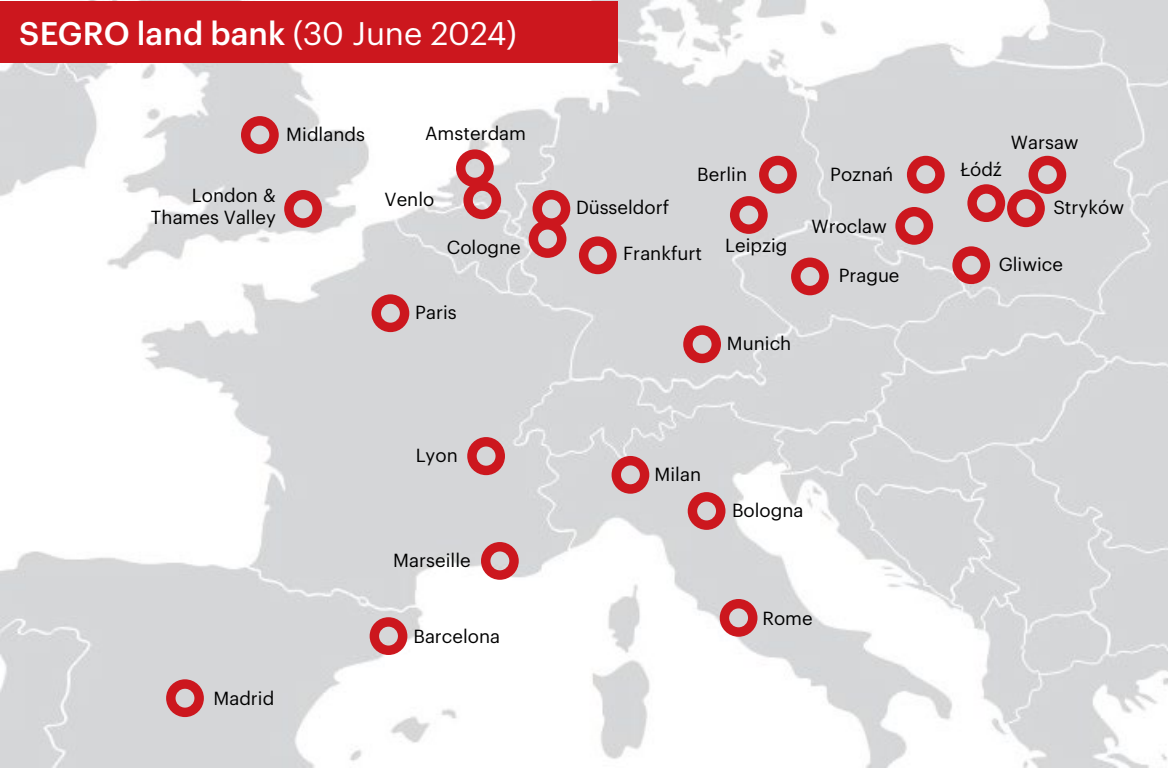 SEGRO land bank (30 June 2024)
Midlands
Amsterdam
Warsaw
Berlin
Poznań
Łódź
London &
Thames Valley
Venlo
Düsseldorf
Stryków
Wroclaw
Cologne
Frankfurt
Leipzig
Gliwice
Prague
Paris
Munich
Lyon
Milan
Bologna
Marseille
Rome
Barcelona
Madrid